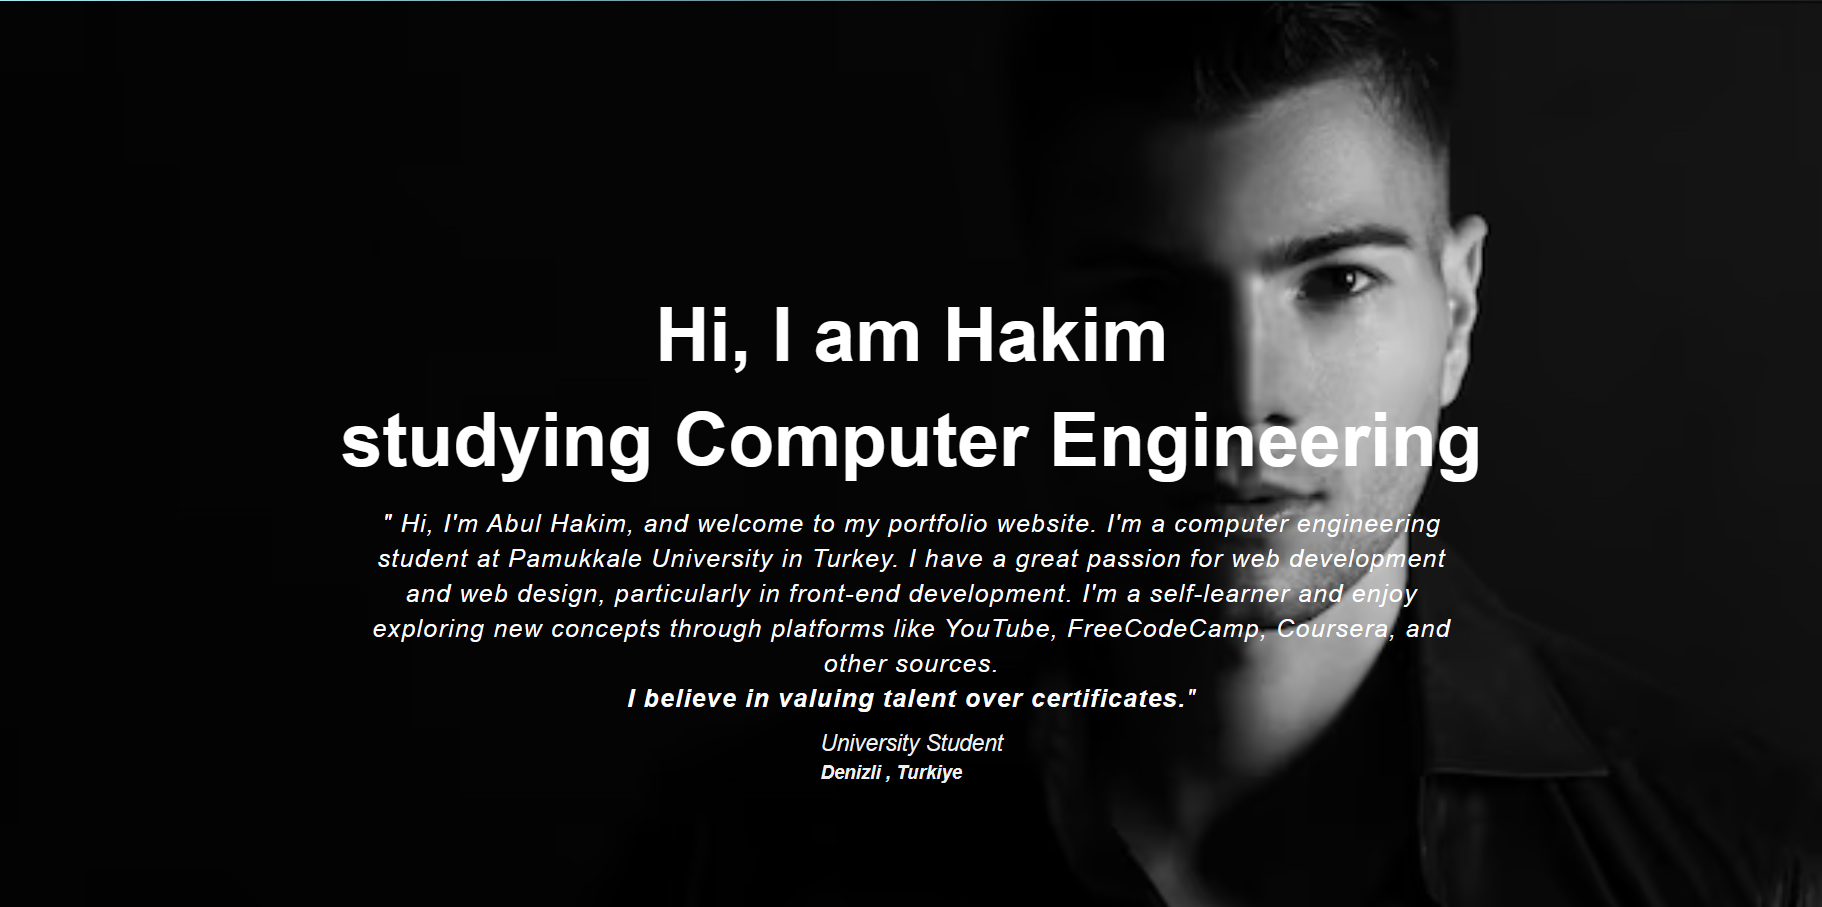 Hi, I am Hakim
studying Computer Engineering
" Hi, I'm Abul Hakim, and welcome to my portfolio website. I'm a computer engineering
student at Pamukkale University in Turkey. I have a great passion for web development
and web design, particularly in front-end development. I'm a self-learner and enjoy
exploring new concepts through platforms like YouTube, FreeCodeCamp, Coursera, and
other sources.
I believe in valuing talent over certificates."
University Student
Denizli , Turkiye